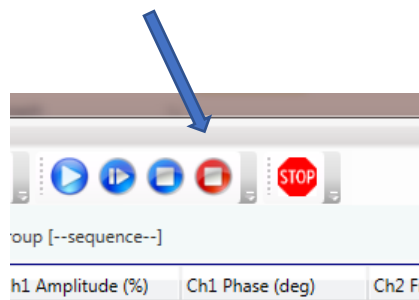 STOP
roup [--sequence--]
h1 Amplitude (%) Ch1 Phase (deg) Ch2 F